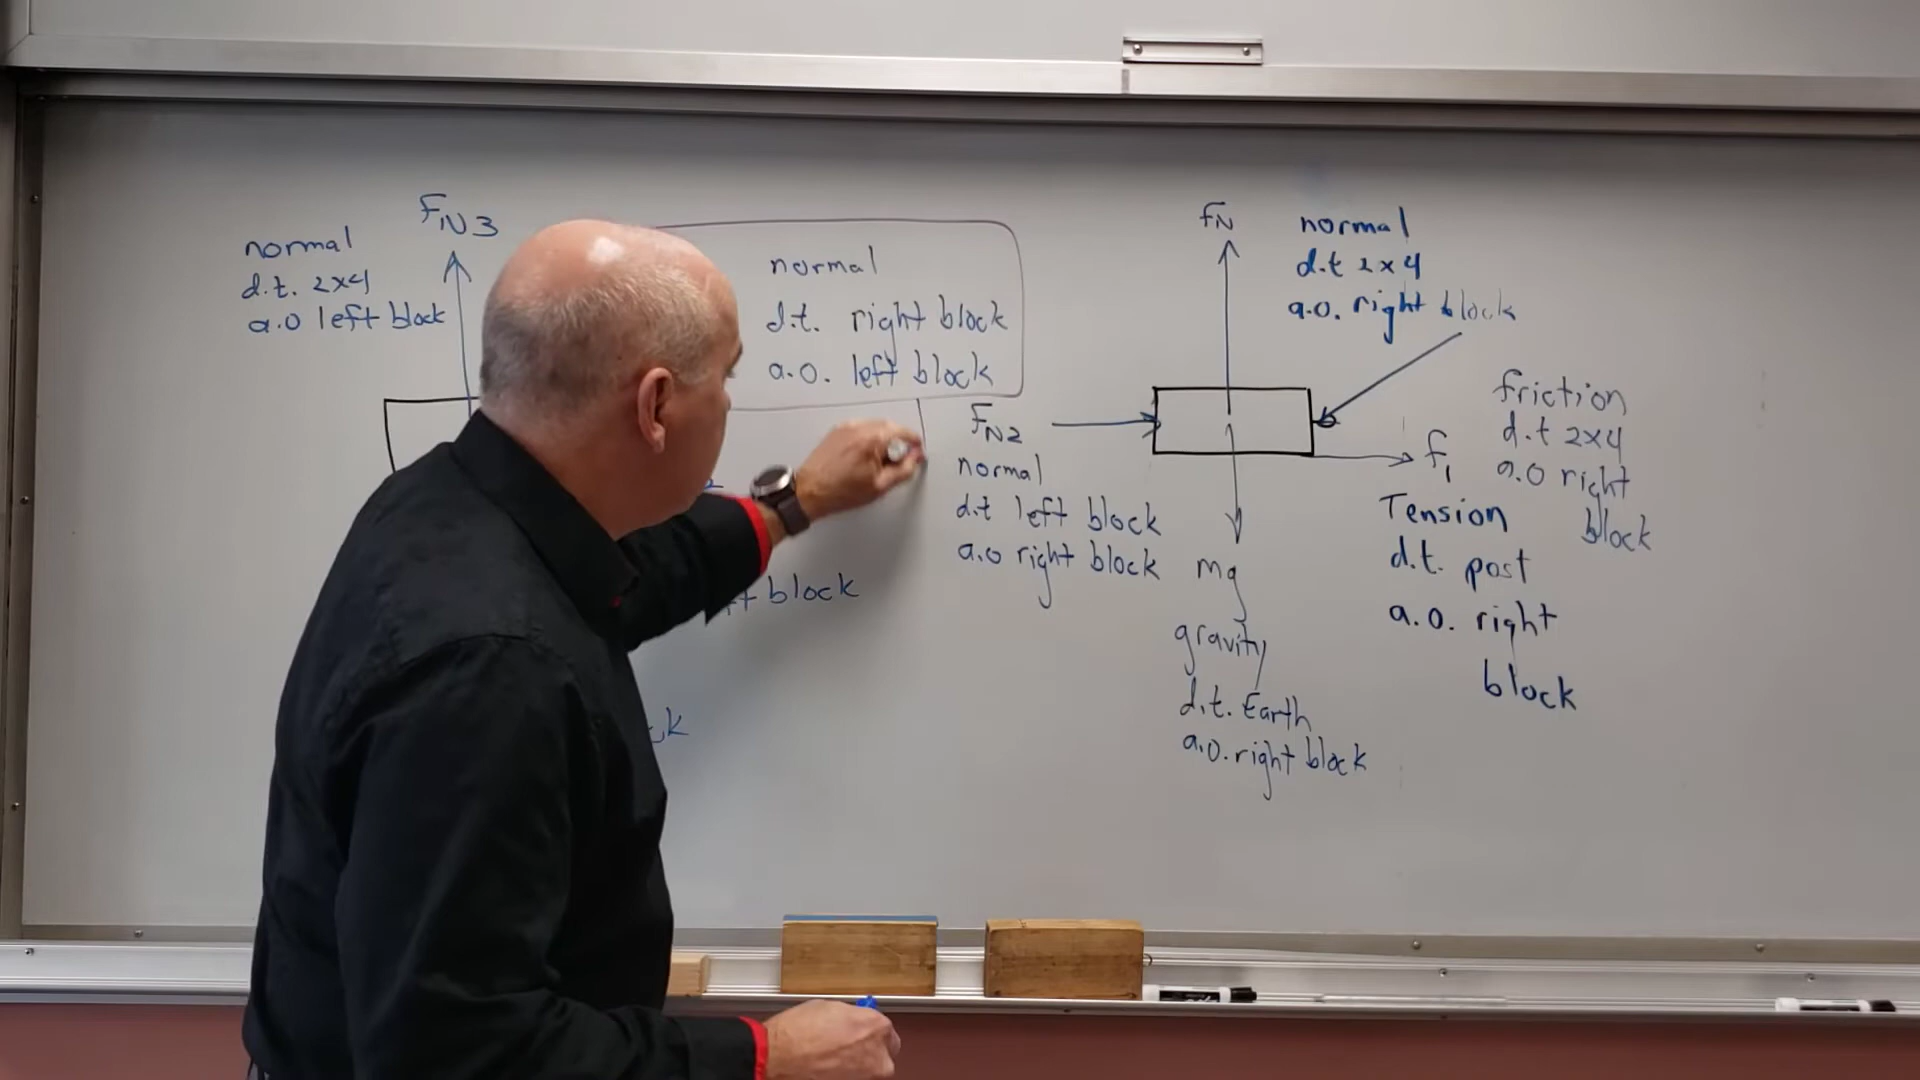 FN3
normal
d.t. 2x4
a.o left block
normal
d.t. right block
a.o. left block
block
FN
normal
d.t 2x4
a.o. right block
FN2
normal
d.t left block
a.o right block
f1
friction
d.t 2x4
a.o right
block
Tension
d.t. post
a.o. right
block
mg
gravity
d.t. Earth
a.o. right block